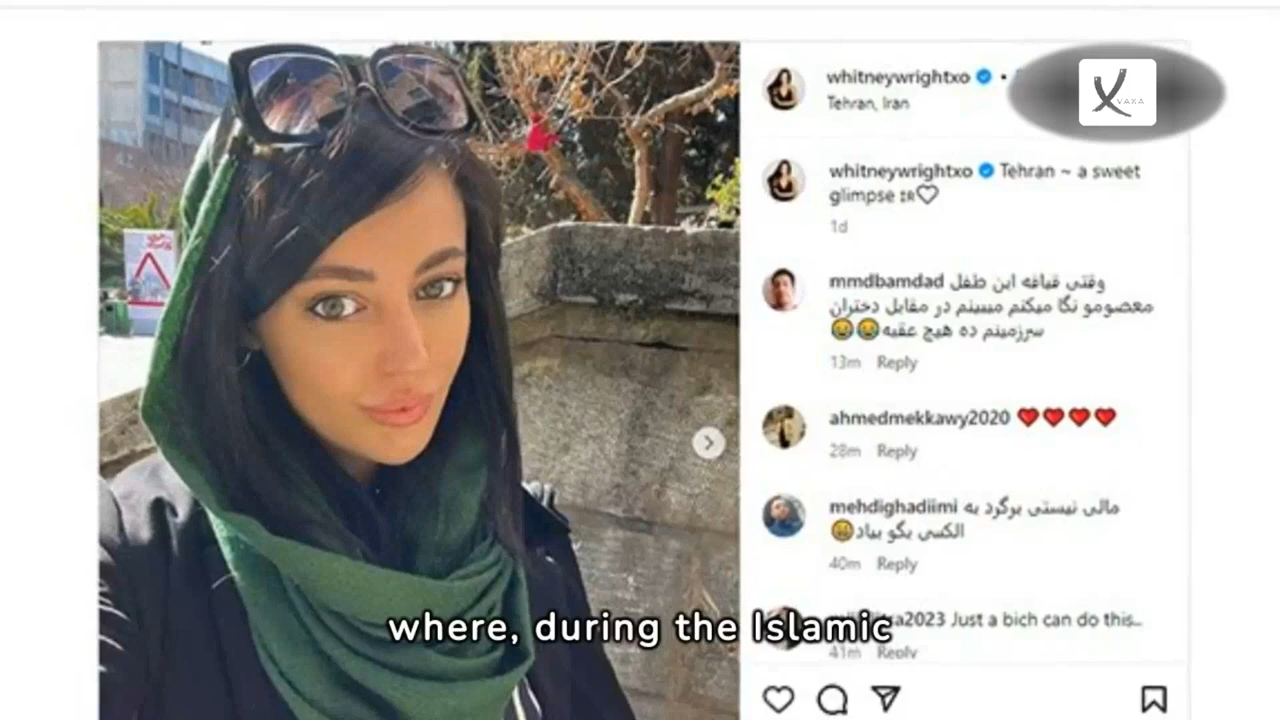 whitneywrightxo •
Tehran, Iran
X VAXA
whitneywrightxo Tehran ~ a sweet
glimpse 🇮🇷♡
1d
mmdbamdad وقتی قیافه این طفل
معصومو نگا میکنم میبینم در مقابل دختران
سرزمینم ده هیچ عقبه😂😂
13m Reply
ahmedmekkawy2020 ❤️❤️❤️❤️
28m Reply
mehdighadiimi مالی نیستی برگرد به
الکسی بگو بیاد😁
40m Reply
a2023 Just a bich can do this..
41m Reply
where, during the Islamic